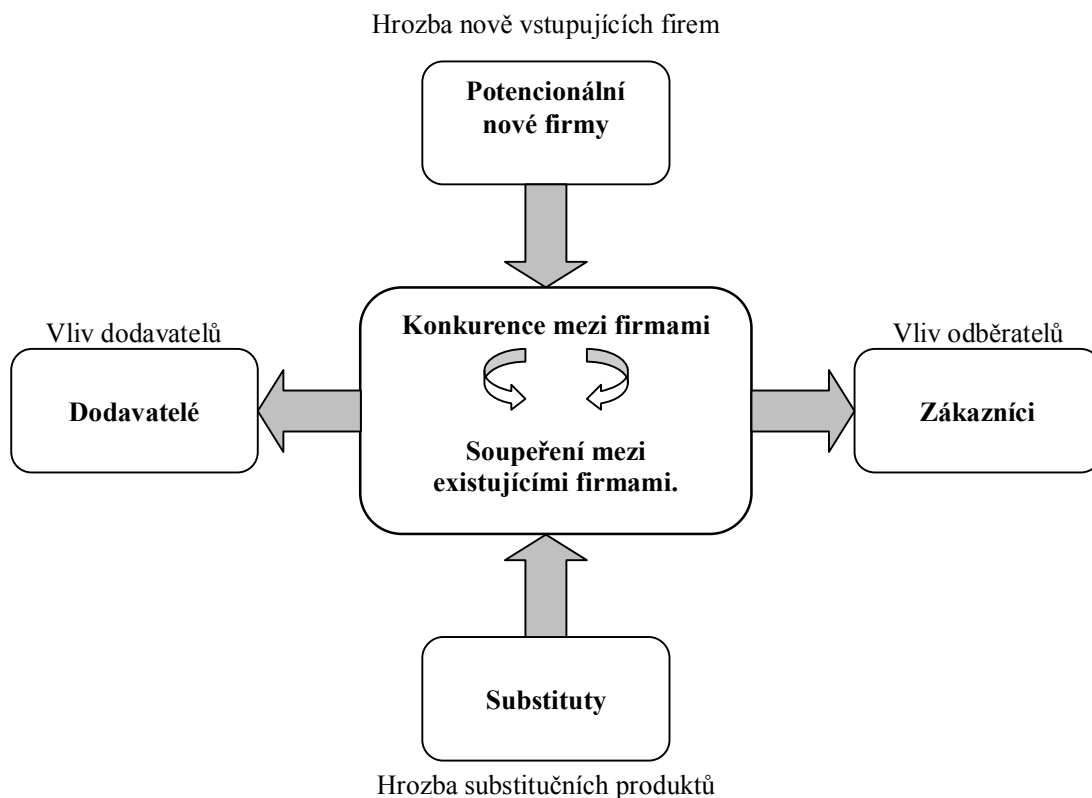 Hrozba nově vstupujících firem
Potencionální
nové firmy
Konkurence mezi firmami
Vliv dodavatelů
Vliv odběratelů
Dodavatelé
Zákazníci
Soupeření mezi
existujícími firmami.
Substituty
Hrozba substitučních produktů